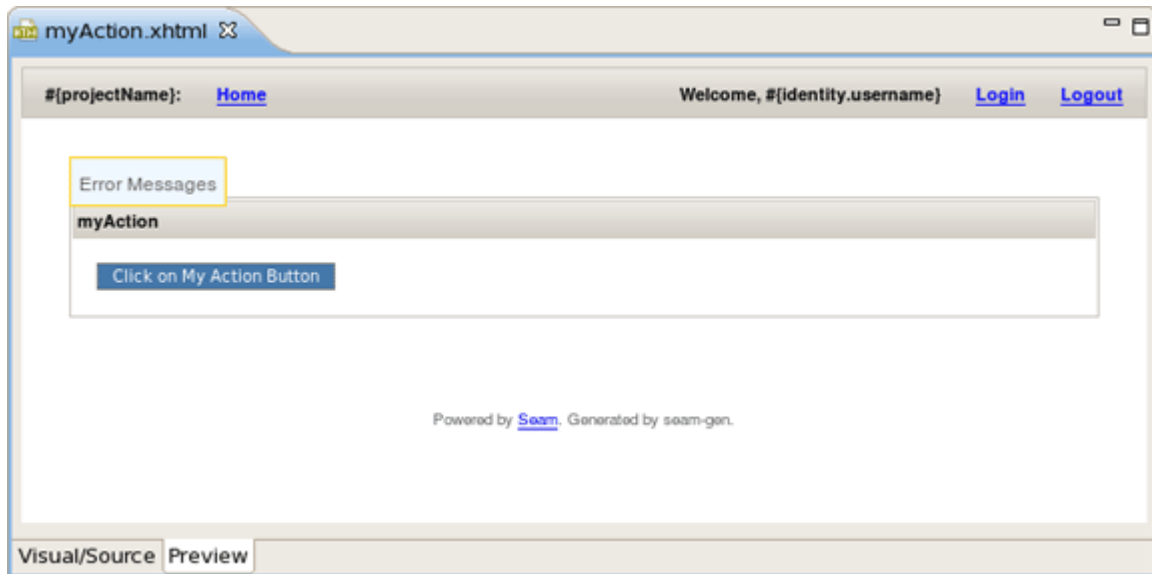 myAction.xhtml
#{projectName}: Home Welcome, #{identity.username} Login Logout
Error Messages
myAction
Click on My Action Button
Powered by Seam. Generated by seam-gen.
Visual/Source Preview